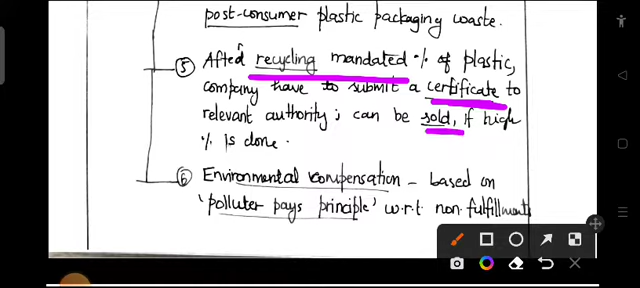 post-consumer plastic packaging waste.
⑤ After recycling mandated % of plastic,
company have to submit a certificate to
relevant authority; can be sold, if high
% is done.
⑥ Environmental compensation - based on
'polluter pays principle' w.r.t non fulfillments